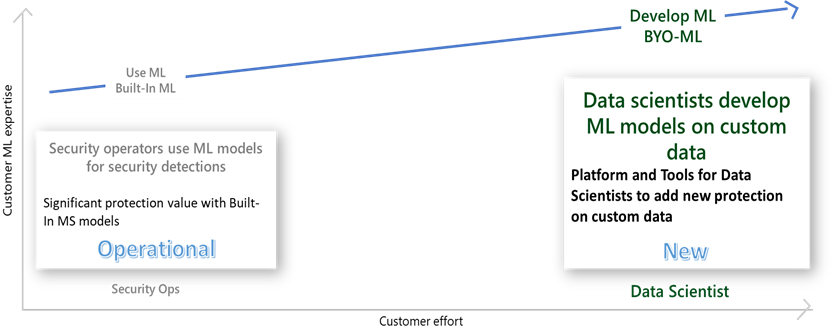 Develop ML
BYO-ML
Use ML
Built-In ML
Customer ML expertise
Security operators use ML models
for security detections
Significant protection value with Built-
In MS models
Operational
Security Ops
Data scientists develop
ML models on custom
data
Platform and Tools for Data
Scientists to add new protection
on custom data
New
Data Scientist
Customer effort